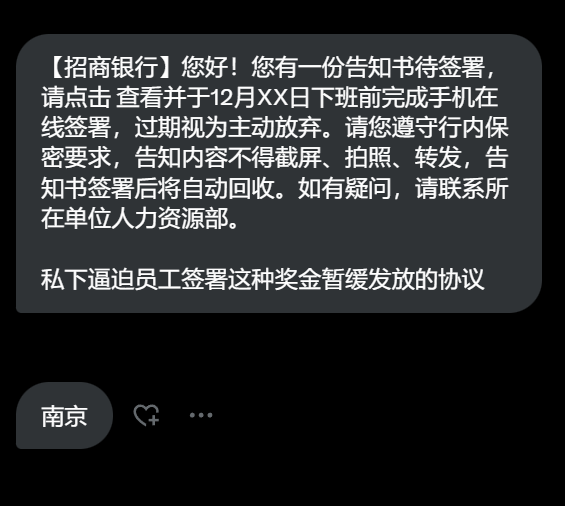 【招商银行】您好！您有一份告知书待签署，
请点击 查看并于12月XX日下班前完成手机在
线签署，过期视为主动放弃。请您遵守行内保
密要求，告知内容不得截屏、拍照、转发，告
知书签署后将自动回收。如有疑问，请联系所
在单位人力资源部。
私下逼迫员工签署这种奖金暂缓发放的协议
南京